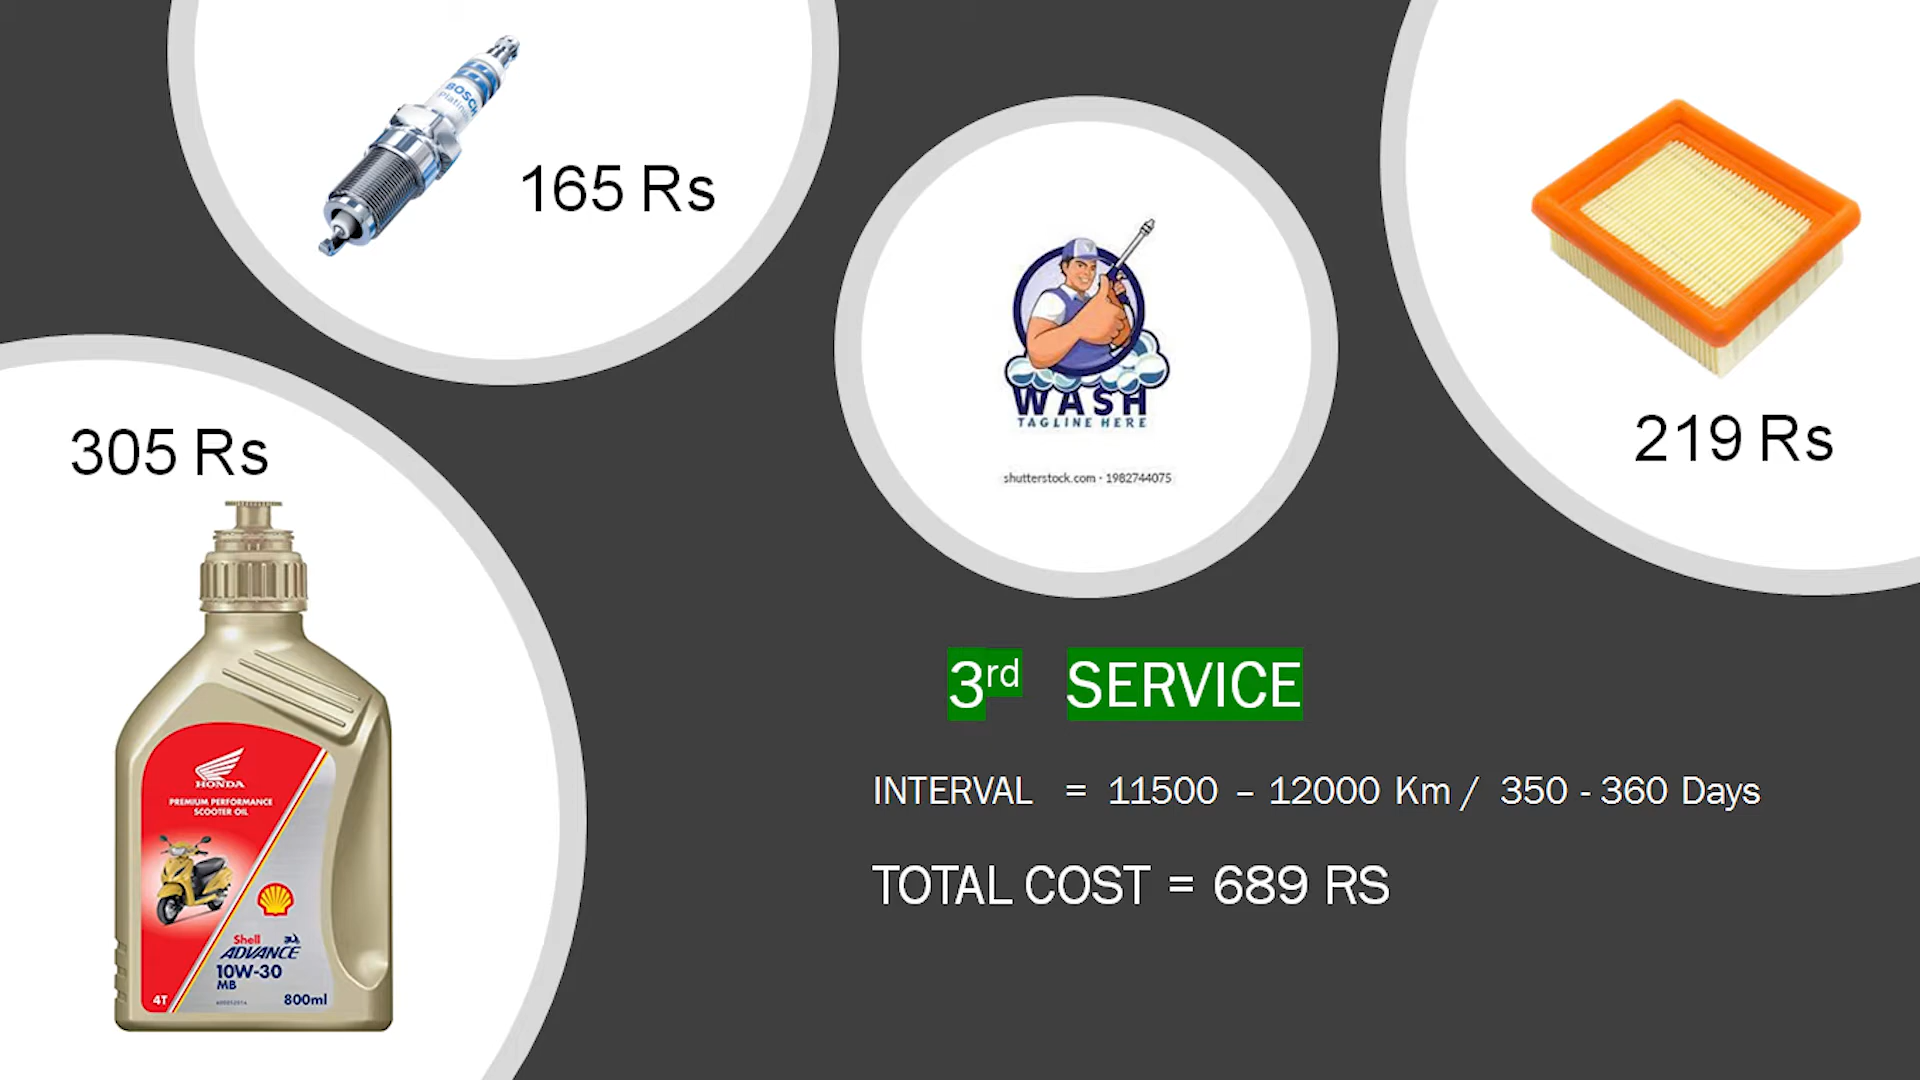 BOSCH
165 Rs
WASH
TAGLINE HERE
shutterstock.com · 1982744075
219 Rs
305 Rs
HONDA
PREMIUM PERFORMANCE
SCOOTER OIL
Shell
ADVANCE
10W-30
MB
4T
800ml
3rd SERVICE
INTERVAL = 11500 – 12000 Km / 350 - 360 Days
TOTAL COST = 689 RS